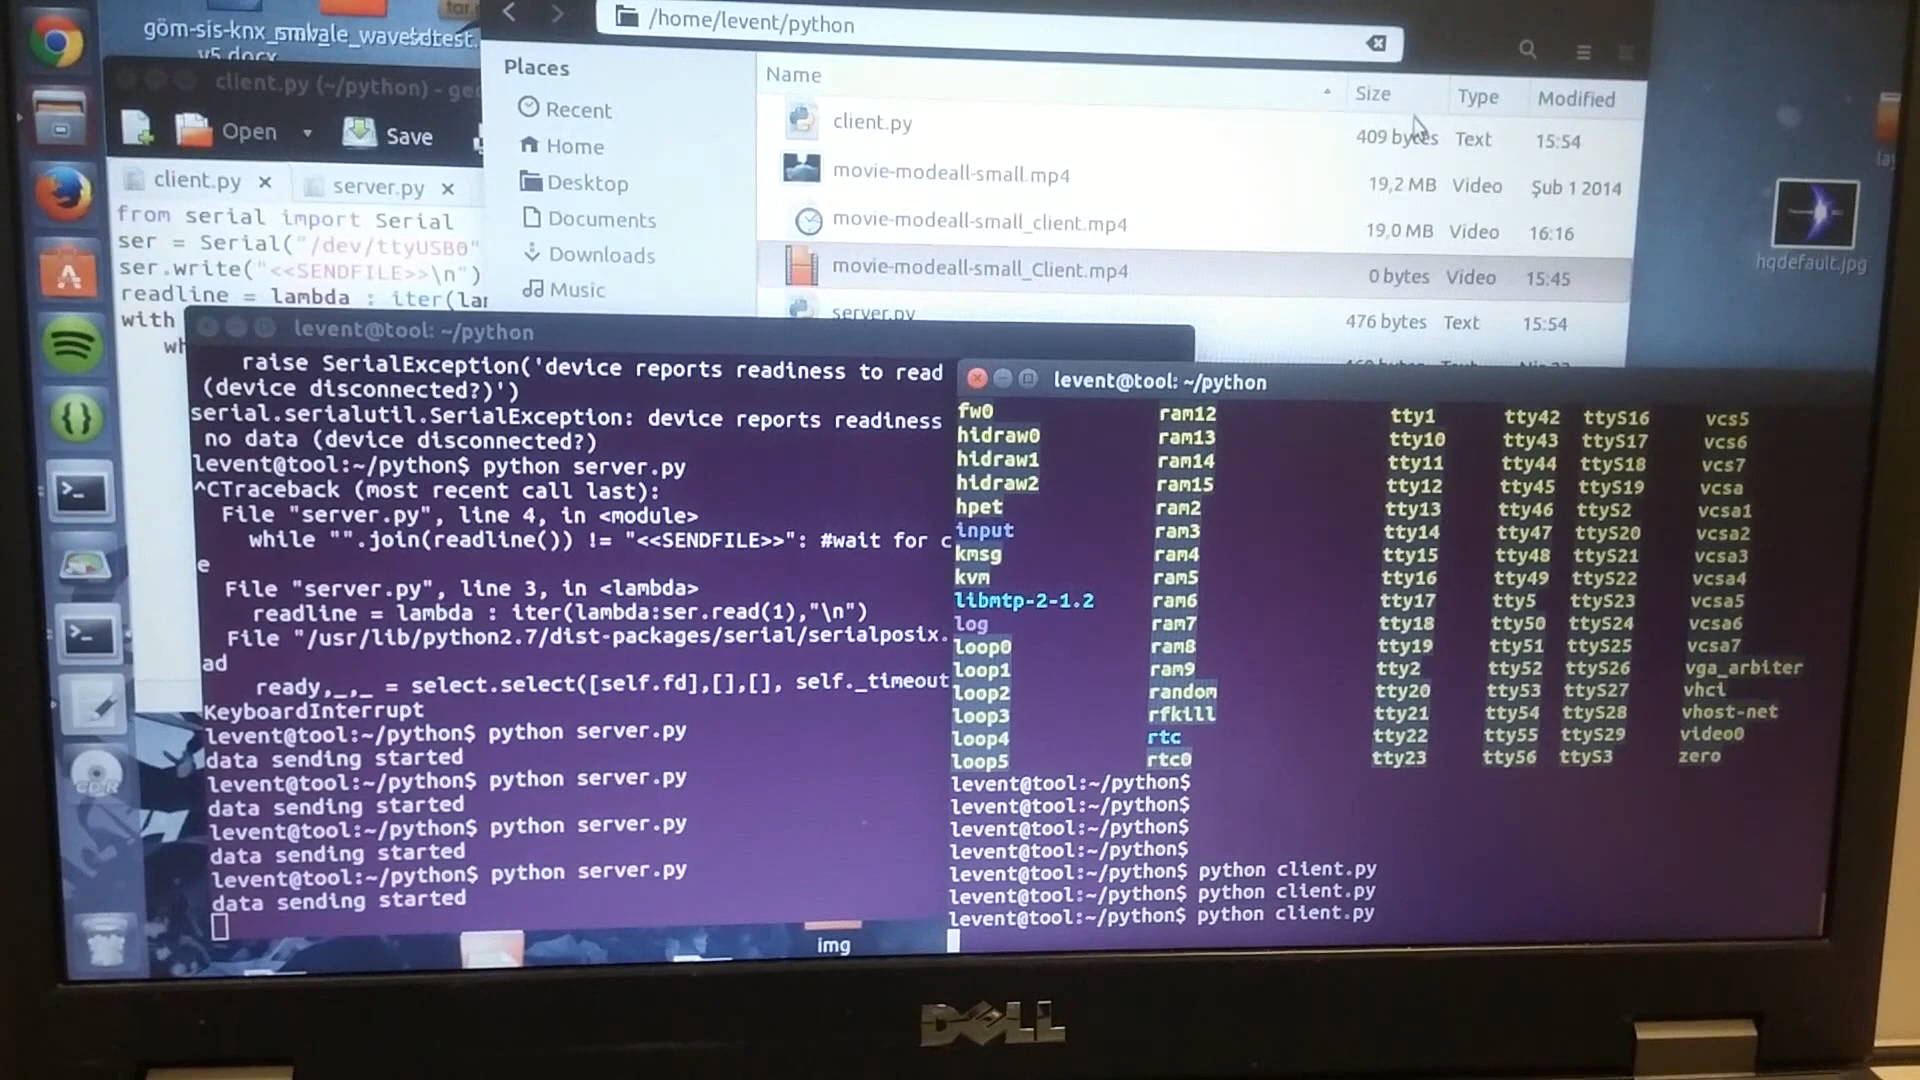 göm-sis-knx_smkale_wavesdtest.
v5.docx
tar.
client.py (~/python) - ge
Open
Save
client.py
server.py
from serial import Serial
ser = Serial("/dev/ttyUSB0"
ser.write("<<SENDFILE>>\n")
readline = lambda : iter(la
with
wh
/home/levent/python
Places
Recent
Home
Desktop
Documents
Downloads
Music
Name
Size
Type
Modified
client.py
409 bytes
Text
15:54
movie-modeall-small.mp4
19,2 MB
Video
Şub 1 2014
movie-modeall-small_client.mp4
19,0 MB
Video
16:16
movie-modeall-small_Client.mp4
0 bytes
Video
15:45
server.py
476 bytes
Text
15:54
hqdefault.jpg
lay
levent@tool: ~/python
raise SerialException('device reports readiness to read
(device disconnected?)')
serial.serialutil.SerialException: device reports readiness
no data (device disconnected?)
levent@tool:~/python$ python server.py
^CTraceback (most recent call last):
File "server.py", line 4, in <module>
while "".join(readline()) != "<<SENDFILE>>": #wait for c
e
File "server.py", line 3, in <lambda>
readline = lambda : iter(lambda:ser.read(1),"\n")
File "/usr/lib/python2.7/dist-packages/serial/serialposix.
ad
ready,_,_ = select.select([self.fd],[],[], self._timeout
KeyboardInterrupt
levent@tool:~/python$ python server.py
data sending started
levent@tool:~/python$ python server.py
data sending started
levent@tool:~/python$ python server.py
data sending started
levent@tool:~/python$ python server.py
data sending started
levent@tool: ~/python
fw0 ram12 tty1 tty42 ttyS16 vcs5
hidraw0 ram13 tty10 tty43 ttyS17 vcs6
hidraw1 ram14 tty11 tty44 ttyS18 vcs7
hidraw2 ram15 tty12 tty45 ttyS19 vcsa
hpet ram2 tty13 tty46 ttyS2 vcsa1
input ram3 tty14 tty47 ttyS20 vcsa2
kmsg ram4 tty15 tty48 ttyS21 vcsa3
kvm ram5 tty16 tty49 ttyS22 vcsa4
libmtp-2-1.2 ram6 tty17 tty5 ttyS23 vcsa5
log ram7 tty18 tty50 ttyS24 vcsa6
loop0 ram8 tty19 tty51 ttyS25 vcsa7
loop1 ram9 tty2 tty52 ttyS26 vga_arbiter
loop2 random tty20 tty53 ttyS27 vhci
loop3 rfkill tty21 tty54 ttyS28 vhost-net
loop4 rtc tty22 tty55 ttyS29 video0
loop5 rtc0 tty23 tty56 ttyS3 zero
levent@tool:~/python$
levent@tool:~/python$
levent@tool:~/python$
levent@tool:~/python$
levent@tool:~/python$ python client.py
levent@tool:~/python$ python client.py
levent@tool:~/python$ python client.py
CD-R
img
DELL